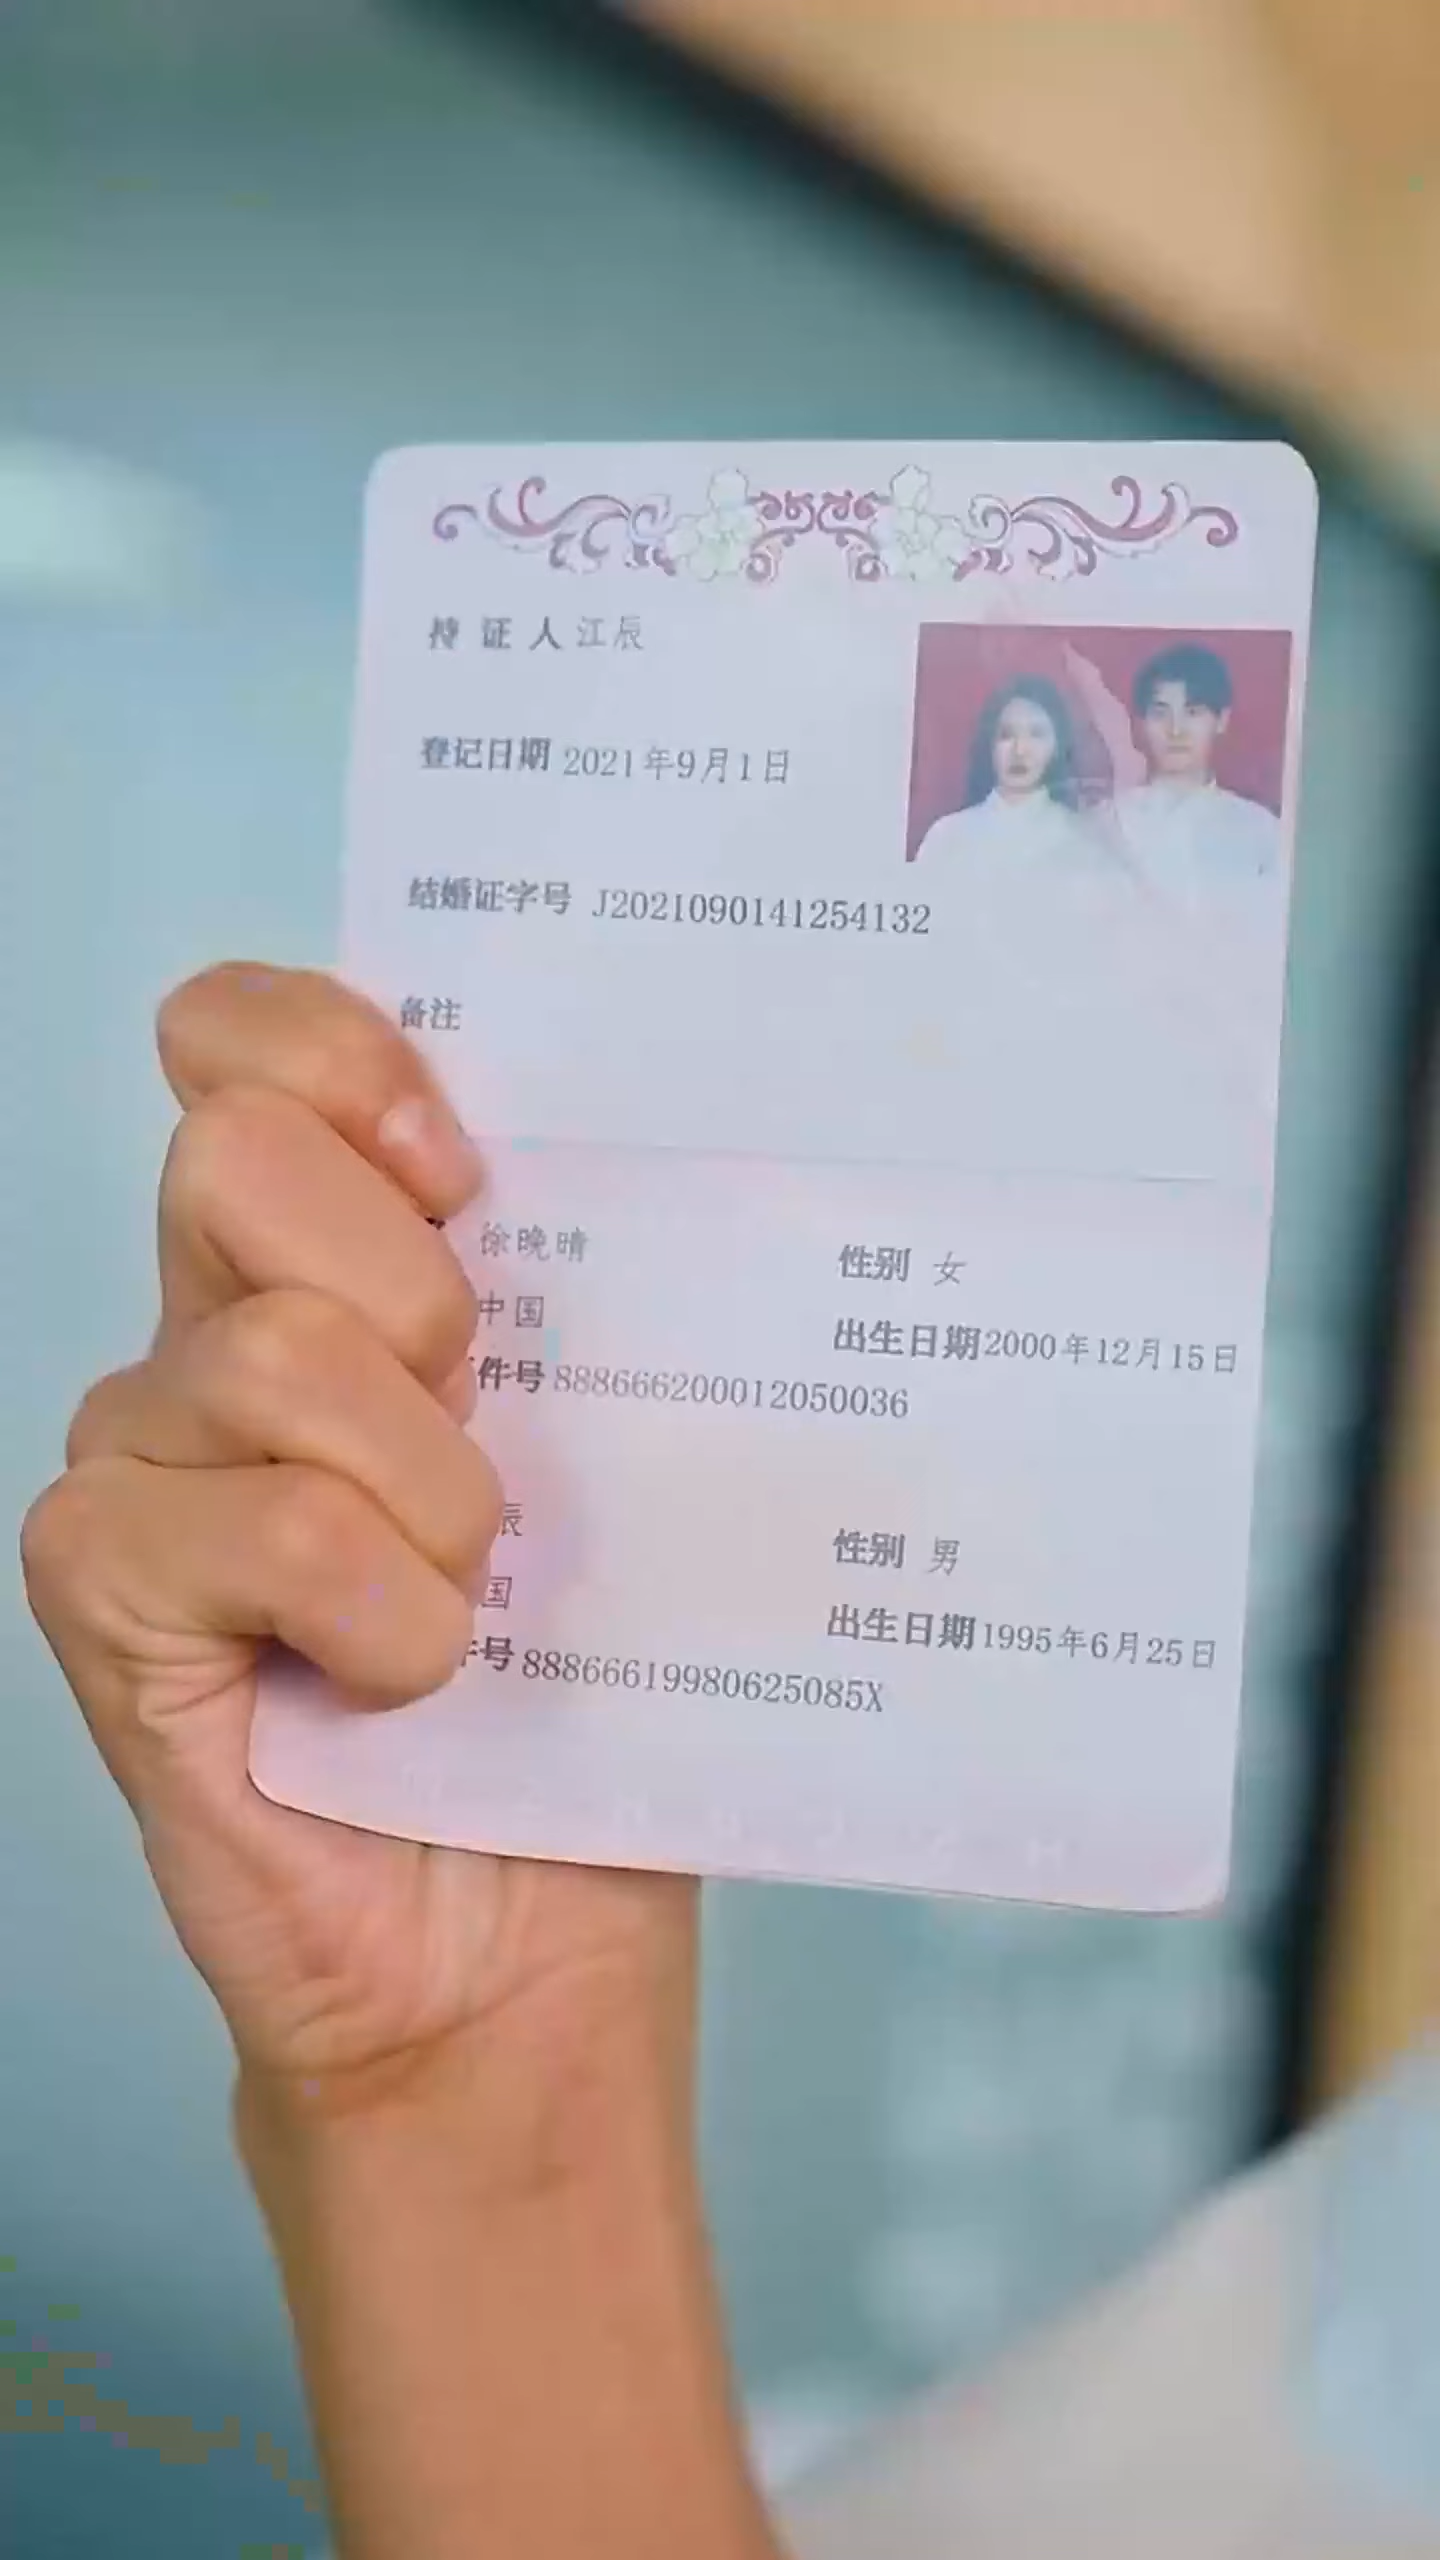 持证人 江辰
登记日期 2021年9月1日
结婚证字号 J2021090141254132
备注
徐晚晴 性别 女
中国 出生日期 2000年12月15日
件号 888666200012050036
辰 性别 男
国 出生日期 1995年6月25日
号 88866619980625085X